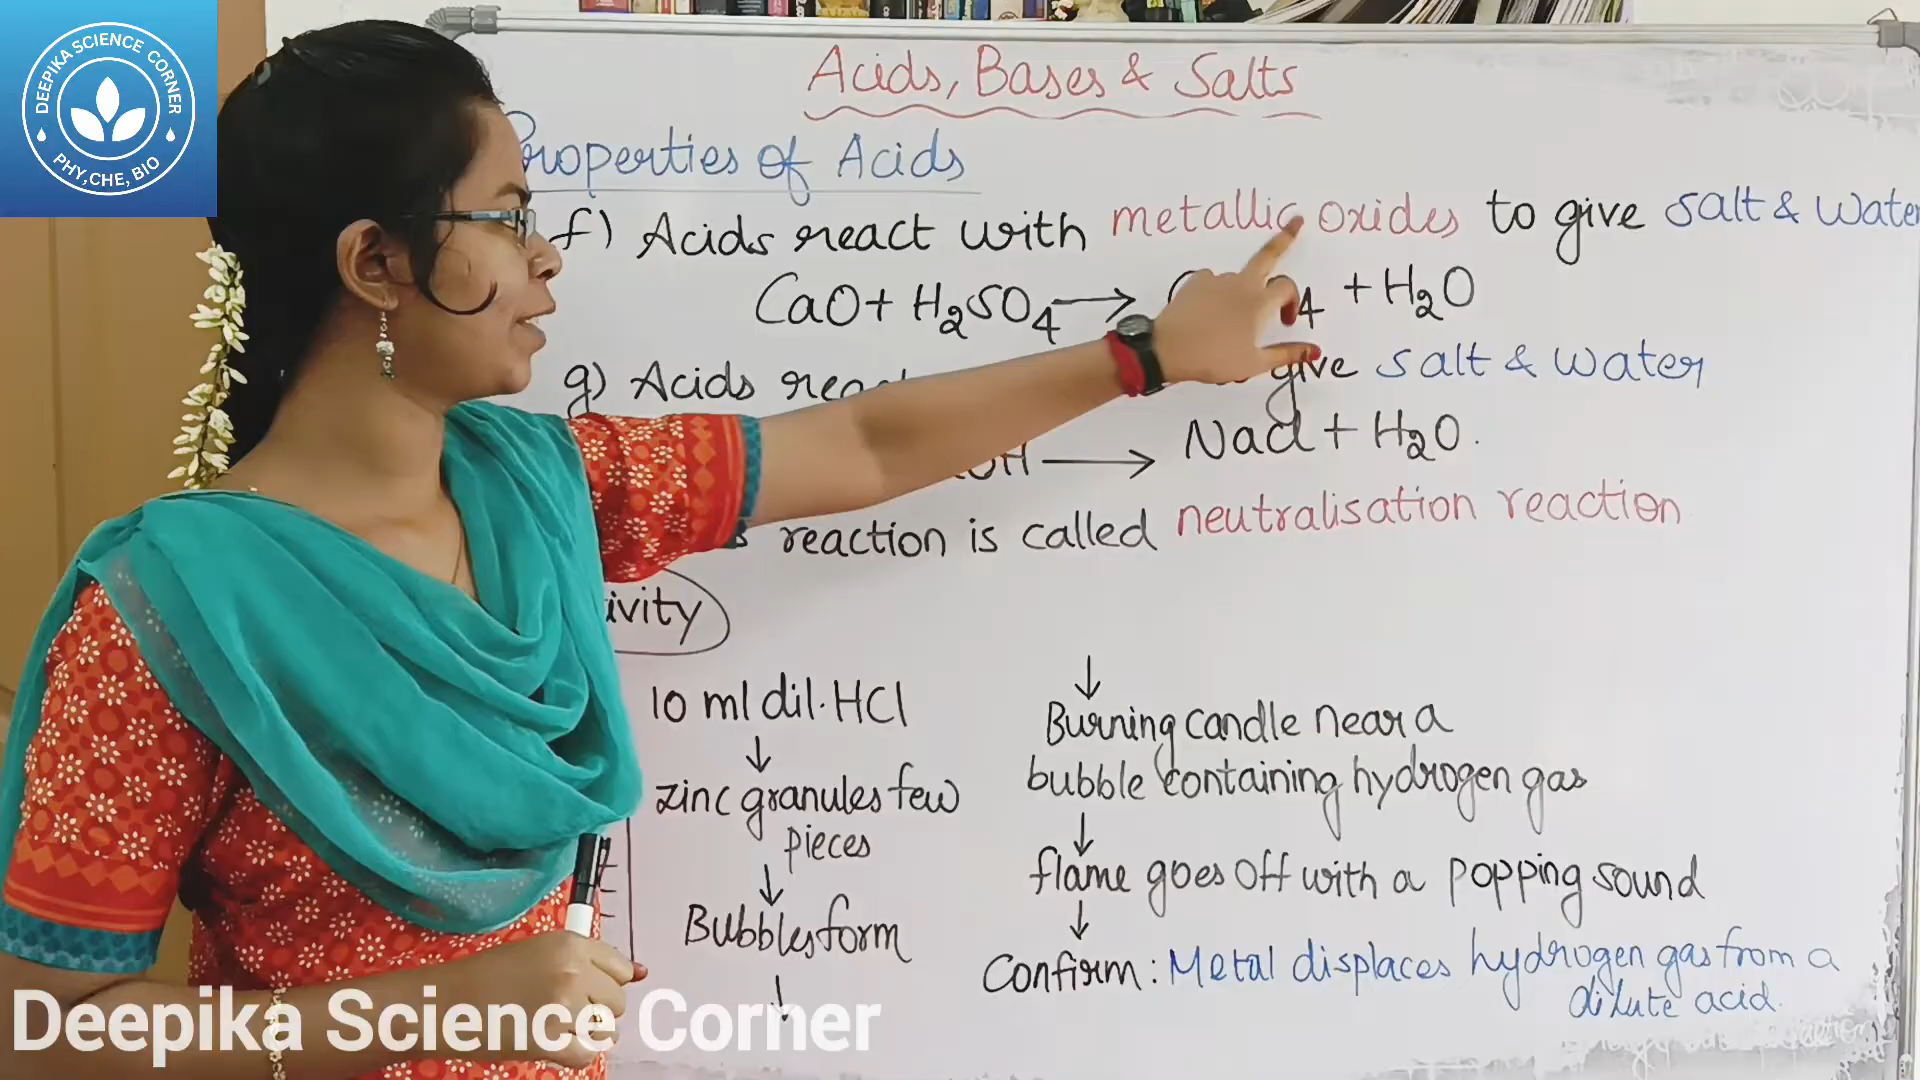 DEEPIKA SCIENCE CORNER
PHY, CHE, BIO
Acids, Bases & Salts
Properties of Acids
f) Acids react with metallic oxides to give salt & Water
CaO + H2SO4 → 4 + H2O
g) Acids give salt & water
→ NaCl + H2O.
reaction is called neutralisation reaction
10 ml dil. HCl
↓
zinc granules few
pieces
↓
Bubbles form
↓
↓
Burning candle near a
bubble containing hydrogen gas
↓
flame goes off with a popping sound
↓
Confirm: Metal displaces hydrogen gas from a
dilute acid.
Deepika Science Corner